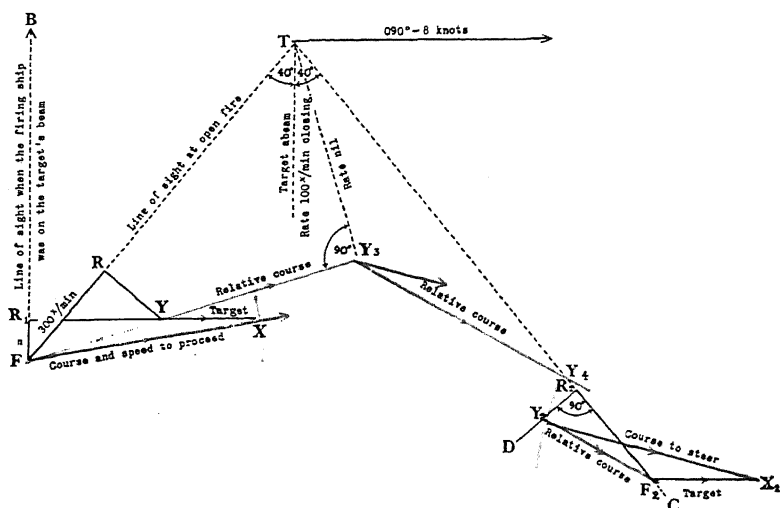 B
T
090°-8 knots
40° 40°
Line of sight when the firing ship
was on the target's beam
Line of sight at open fire
Target abeam
Rate 100ˣ/min closing.
Rate nil
90°
Y3
R
300ˣ/min
Relative course
R1
Y
Target
X
F
Course and speed to proceed
Relative course
Y4
R2
90°
Y2
D
Course to steer
Relative course
F2
Target
X2
C